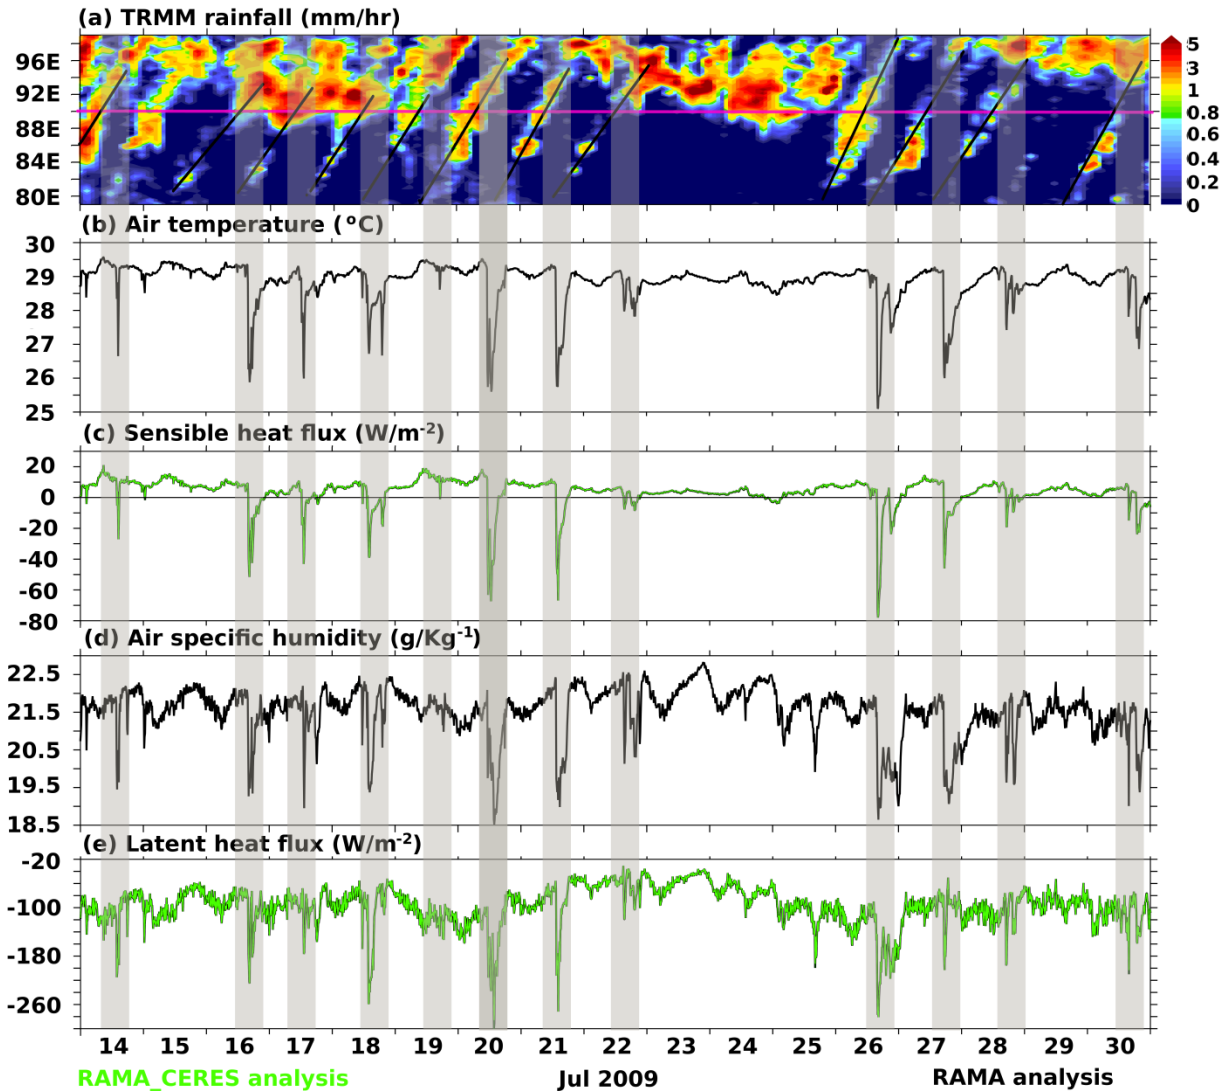 (a) TRMM rainfall (mm/hr)
96E
92E
88E
84E
80E
5
3
1
0.8
0.6
0.4
0.2
0
(b) Air temperature (°C)
30
29
28
27
26
25
(c) Sensible heat flux (W/m⁻²)
20
0
-20
-40
-60
-80
(d) Air specific humidity (g/Kg⁻¹)
22.5
21.5
20.5
19.5
18.5
(e) Latent heat flux (W/m⁻²)
-20
-100
-180
-260
14 15 16 17 18 19 20 21 22 23 24 25 26 27 28 29 30
RAMA_CERES analysis Jul 2009 RAMA analysis